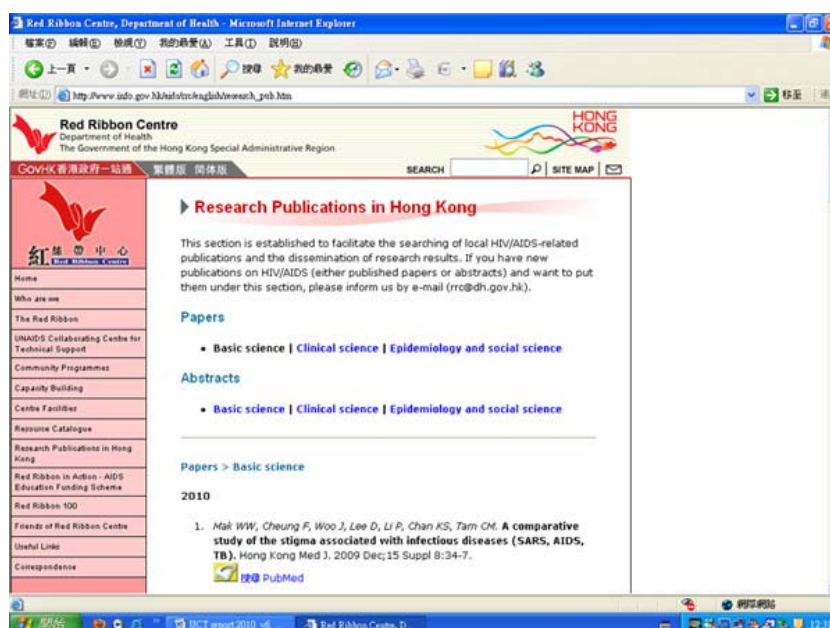 Red Ribbon Centre, Department of Health - Microsoft Internet Explorer
檔案(F) 編輯(E) 檢視(V) 我的最愛(A) 工具(T) 說明(H)
上一頁 搜尋 我的最愛
網址(D) http://www.info.gov.hk/aids/rrc/english/research_pub.htm 移至
Red Ribbon Centre
Department of Health
The Government of the Hong Kong Special Administrative Region
HONG KONG
GOVHK 香港政府一站通 繁體版 简体版 SEARCH SITE MAP
紅絲帶中心
Red Ribbon Centre
Home
Who are we
The Red Ribbon
UNAIDS Collaborating Centre for
Technical Support
Community Programmes
Capacity Building
Centre Facilities
Resource Catalogue
Research Publications in Hong
Kong
Red Ribbon in Action - AIDS
Education Funding Scheme
Red Ribbon 100
Friends of Red Ribbon Centre
Useful Links
Correspondence
Research Publications in Hong Kong
This section is established to facilitate the searching of local HIV/AIDS-related
publications and the dissemination of research results. If you have new
publications on HIV/AIDS (either published papers or abstracts) and want to put
them under this section, please inform us by e-mail (rrc@dh.gov.hk).
Papers
• Basic science | Clinical science | Epidemiology and social science
Abstracts
• Basic science | Clinical science | Epidemiology and social science
Papers > Basic science
2010
1. Mak WW, Cheung F, Woo J, Lee D, Li P, Chan KS, Tam CM. A comparative
study of the stigma associated with infectious diseases (SARS, AIDS,
TB). Hong Kong Med J. 2009 Dec;15 Suppl 8:34-7.
搜尋 PubMed
網際網路
開始 UCT report 2010_v6 Red Ribbon Centre, D